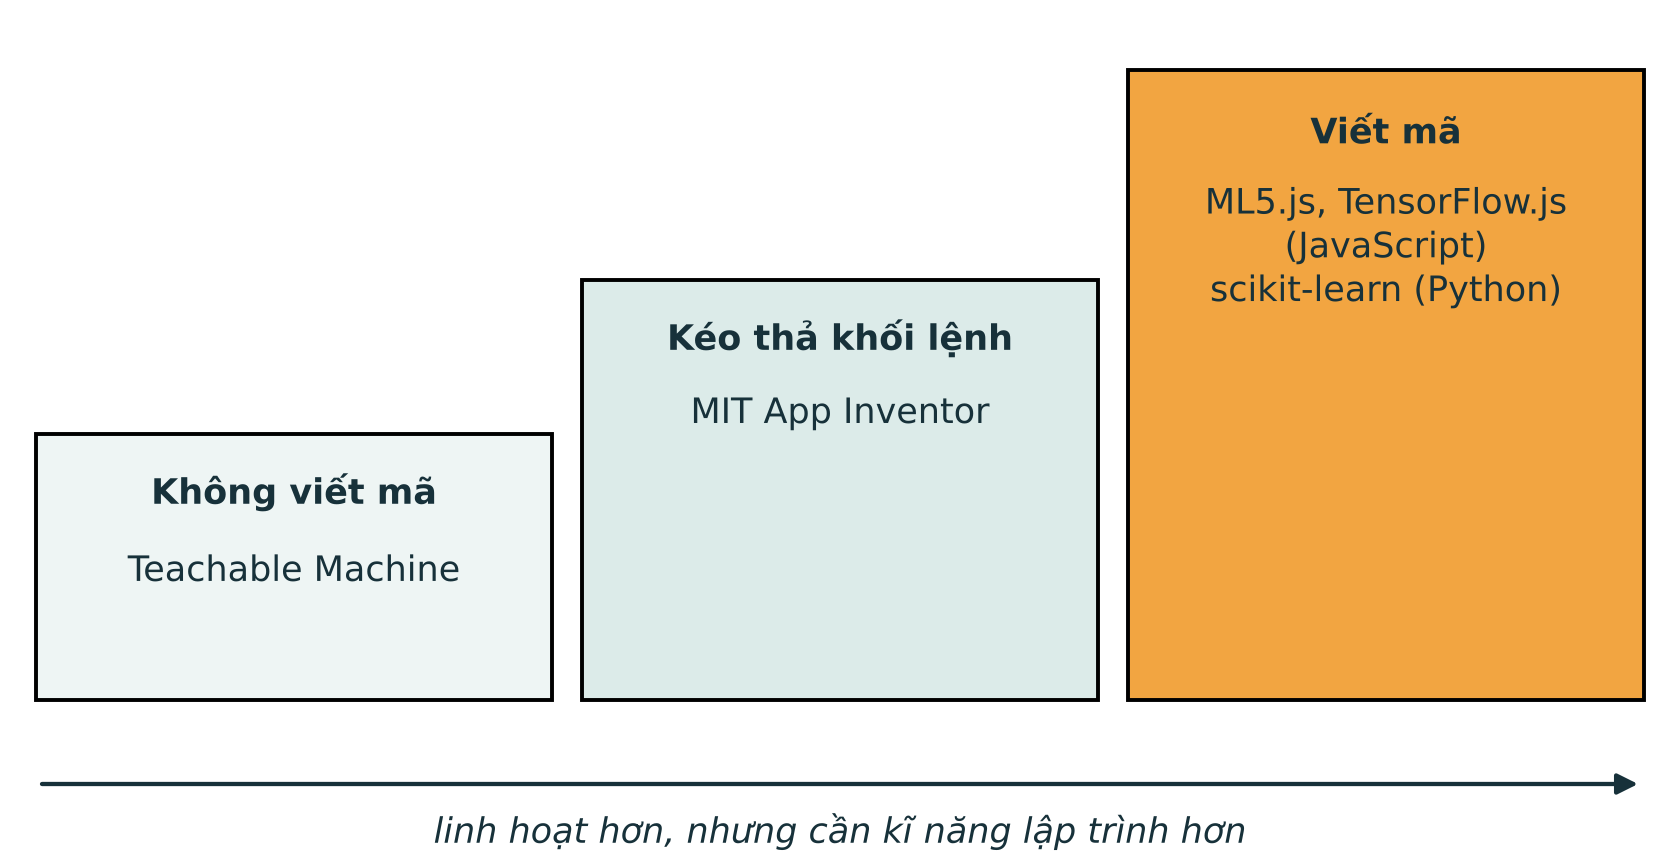 Không viết mã
Teachable Machine
Kéo thả khối lệnh
MIT App Inventor
Viết mã
ML5.js, TensorFlow.js
(JavaScript)
scikit-learn (Python)
linh hoạt hơn, nhưng cần kĩ năng lập trình hơn